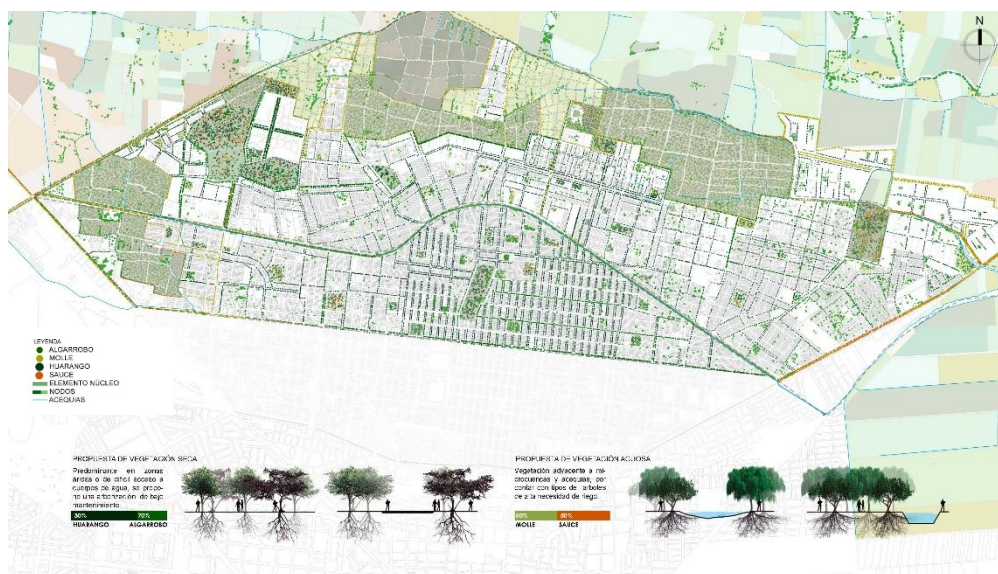 N
LEYENDA
ALGARROBO
MOLLE
HUARANGO
SAUCE
ELEMENTO NÚCLEO
NODOS
ACEQUIAS
PROPUESTA DE VEGETACIÓN SECA
Predominante en zonas
áridas o de difícil acceso a
cuerpos de agua, se propo-
ne una arborización de bajo
mantenimiento.
30% 70%
HUARANGO ALGARROBO
PROPUESTA DE VEGETACIÓN ACUOSA
Vegetación adyacente a mi-
crocuencas y acequias, por
contar con tipos de arboles
de a la necesidad de riego.
50% 50%
MOLLE SAUCE